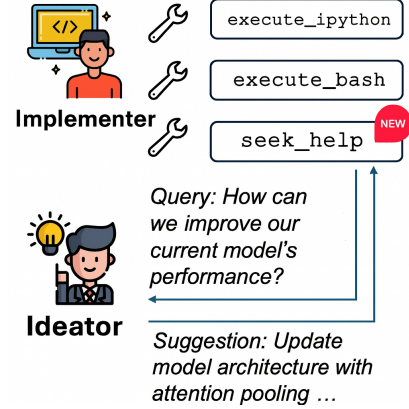 </>
execute_ipython
execute_bash
Implementer
NEW
seek_help
Query: How can
we improve our
current model's
performance?
Ideator
Suggestion: Update
model architecture with
attention pooling ...